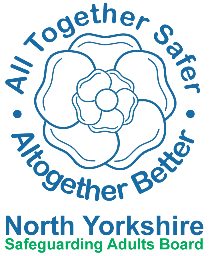 All Together Safer
Altogether Better
North Yorkshire
Safeguarding Adults Board